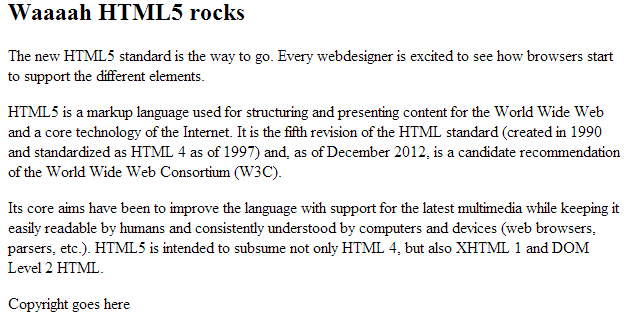 Waaaah HTML5 rocks
The new HTML5 standard is the way to go. Every webdesigner is excited to see how browsers start
to support the different elements.
HTML5 is a markup language used for structuring and presenting content for the World Wide Web
and a core technology of the Internet. It is the fifth revision of the HTML standard (created in 1990
and standardized as HTML 4 as of 1997) and, as of December 2012, is a candidate recommendation
of the World Wide Web Consortium (W3C).
Its core aims have been to improve the language with support for the latest multimedia while keeping it
easily readable by humans and consistently understood by computers and devices (web browsers,
parsers, etc.). HTML5 is intended to subsume not only HTML 4, but also XHTML 1 and DOM
Level 2 HTML.
Copyright goes here